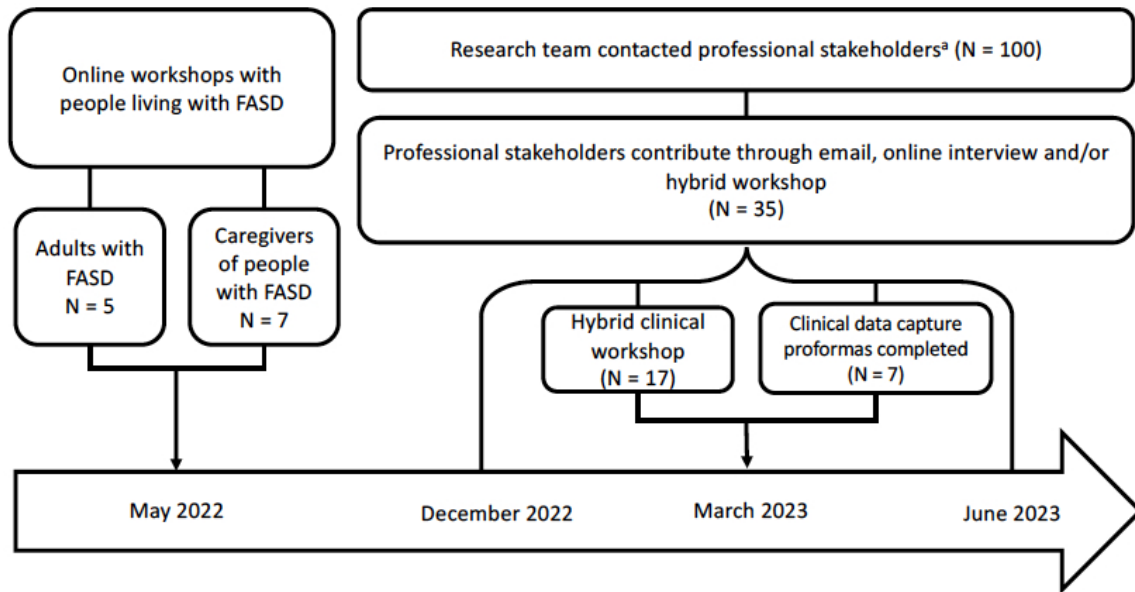 Online workshops with
people living with FASD
Adults with
FASD
N = 5
Caregivers
of people
with FASD
N = 7
Research team contacted professional stakeholdersᵃ (N = 100)
Professional stakeholders contribute through email, online interview and/or
hybrid workshop
(N = 35)
Hybrid clinical
workshop
(N = 17)
Clinical data capture
proformas completed
(N = 7)
May 2022
December 2022
March 2023
June 2023